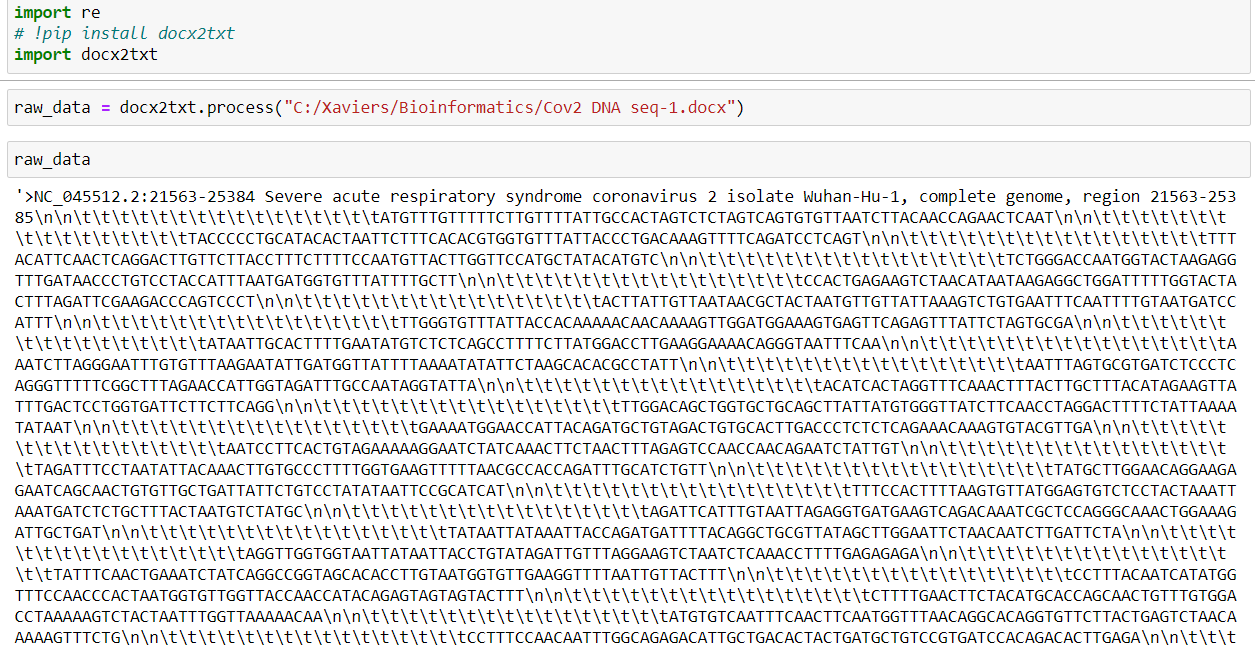 import re
# !pip install docx2txt
import docx2txt
raw_data = docx2txt.process("C:/Xaviers/Bioinformatics/Cov2 DNA seq-1.docx")
raw_data
'>NC_045512.2:21563-25384 Severe acute respiratory syndrome coronavirus 2 isolate Wuhan-Hu-1, complete genome, region 21563-253
85\n\n\t\t\t\t\t\t\t\t\t\t\t\t\t\t\t\tATGTTTGTTTTTCTTGTTTTATTGCCACTAGTCTCTAGTCAGTGTGTTAATCTTACAACCAGAACTCAAT\n\n\t\t\t\t\t\t\t
\t\t\t\t\t\t\t\t\tTACCCCCTGCATACACTAATTCTTTCACACGTGGTGTTTATTACCCTGACAAAGTTTTCAGATCCTCAGT\n\n\t\t\t\t\t\t\t\t\t\t\t\t\t\t\t\tTTT
ACATTCAACTCAGGACTTGTTCTTACCTTTCTTTTCCAATGTTACTTGGTTCCATGCTATACATGTC\n\n\t\t\t\t\t\t\t\t\t\t\t\t\t\t\t\tTCTGGGACCAATGGTACTAAGAGG
TTTGATAACCCTGTCCTACCATTTAATGATGGTGTTTATTTTGCTT\n\n\t\t\t\t\t\t\t\t\t\t\t\t\t\t\t\tCCACTGAGAAGTCTAACATAATAAGAGGCTGGATTTTTGGTACTA
CTTTAGATTCGAAGACCCAGTCCCT\n\n\t\t\t\t\t\t\t\t\t\t\t\t\t\t\t\tACTTATTGTTAATAACGCTACTAATGTTGTTATTAAAGTCTGTGAATTTCAATTTTGTAATGATCC
ATTT\n\n\t\t\t\t\t\t\t\t\t\t\t\t\t\t\t\tTTGGGTGTTTATTACCACAAAAACAACAAAAGTTGGATGGAAAGTGAGTTCAGAGTTTATTCTAGTGCGA\n\n\t\t\t\t\t\t
\t\t\t\t\t\t\t\t\t\tATAATTGCACTTTTGAATATGTCTCTCAGCCTTTTCTTATGGACCTTGAAGGAAAACAGGGTAATTTCAA\n\n\t\t\t\t\t\t\t\t\t\t\t\t\t\t\t\tA
AATCTTAGGGAATTTGTGTTTAAGAATATTGATGGTTATTTTAAAATATATTCTAAGCACACGCCTATT\n\n\t\t\t\t\t\t\t\t\t\t\t\t\t\t\t\tAATTTAGTGCGTGATCTCCCTC
AGGGTTTTTCGGCTTTAGAACCATTGGTAGATTTGCCAATAGGTATTA\n\n\t\t\t\t\t\t\t\t\t\t\t\t\t\t\t\tACATCACTAGGTTTCAAACTTTACTTGCTTTACATAGAAGTTA
TTTGACTCCTGGTGATTCTTCTTCAGG\n\n\t\t\t\t\t\t\t\t\t\t\t\t\t\t\t\tTTGGACAGCTGGTGCTGCAGCTTATTATGTGGGTTATCTTCAACCTAGGACTTTTCTATTAAAA
TATAAT\n\n\t\t\t\t\t\t\t\t\t\t\t\t\t\t\t\tGAAAATGGAACCATTACAGATGCTGTAGACTGTGCACTTGACCCTCTCTCAGAAACAAAGTGTACGTTGA\n\n\t\t\t\t\t
\t\t\t\t\t\t\t\t\t\t\tAATCCTTCACTGTAGAAAAAGGAATCTATCAAACTTCTAACTTTAGAGTCCAACCAACAGAATCTATTGT\n\n\t\t\t\t\t\t\t\t\t\t\t\t\t\t\t
\tTAGATTTCCTAATATTACAAACTTGTGCCCTTTTGGTGAAGTTTTTAACGCCACCAGATTTGCATCTGTT\n\n\t\t\t\t\t\t\t\t\t\t\t\t\t\t\t\tTATGCTTGGAACAGGAAGA
GAATCAGCAACTGTGTTGCTGATTATTCTGTCCTATATAATTCCGCATCAT\n\n\t\t\t\t\t\t\t\t\t\t\t\t\t\t\t\tTTTCCACTTTTAAGTGTTATGGAGTGTCTCCTACTAAATT
AAATGATCTCTGCTTTACTAATGTCTATGC\n\n\t\t\t\t\t\t\t\t\t\t\t\t\t\t\t\tAGATTCATTTGTAATTAGAGGTGATGAAGTCAGACAAATCGCTCCAGGGCAAACTGGAAAG
ATTGCTGAT\n\n\t\t\t\t\t\t\t\t\t\t\t\t\t\t\t\tTATAATTATAAATTACCAGATGATTTTACAGGCTGCGTTATAGCTTGGAATTCTAACAATCTTGATTCTA\n\n\t\t\t\t
\t\t\t\t\t\t\t\t\t\t\t\tAGGTTGGTGGTAATTATAATTACCTGTATAGATTGTTTAGGAAGTCTAATCTCAAACCTTTTGAGAGAGA\n\n\t\t\t\t\t\t\t\t\t\t\t\t\t\t
\t\tTATTTCAACTGAAATCTATCAGGCCGGTAGCACACCTTGTAATGGTGTTGAAGGTTTTAATTGTTACTTT\n\n\t\t\t\t\t\t\t\t\t\t\t\t\t\t\t\tCCTTTACAATCATATGG
TTTCCAACCCACTAATGGTGTTGGTTACCAACCATACAGAGTAGTAGTACTTT\n\n\t\t\t\t\t\t\t\t\t\t\t\t\t\t\t\tCTTTTGAACTTCTACATGCACCAGCAACTGTTTGTGGA
CCTAAAAAGTCTACTAATTTGGTTAAAAACAA\n\n\t\t\t\t\t\t\t\t\t\t\t\t\t\t\t\tATGTGTCAATTTCAACTTCAATGGTTTAACAGGCACAGGTGTTCTTACTGAGTCTAACA
AAAAGTTTCTG\n\n\t\t\t\t\t\t\t\t\t\t\t\t\t\t\t\tCCTTTCCAACAATTTGGCAGAGACATTGCTGACACTACTGATGCTGTCCGTGATCCACAGACACTTGAGA\n\n\t\t\t